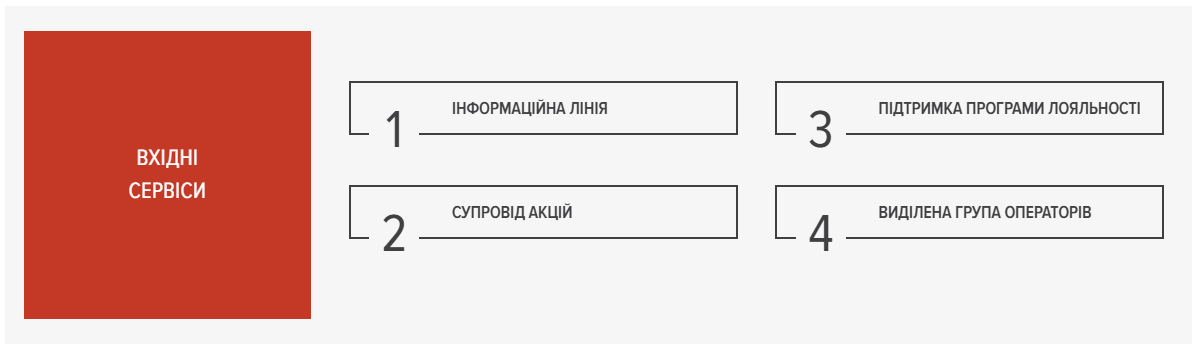 ВХІДНІ
СЕРВІСИ
1 ІНФОРМАЦІЙНА ЛІНІЯ
2 СУПРОВІД АКЦІЙ
3 ПІДТРИМКА ПРОГРАМИ ЛОЯЛЬНОСТІ
4 ВИДІЛЕНА ГРУПА ОПЕРАТОРІВ